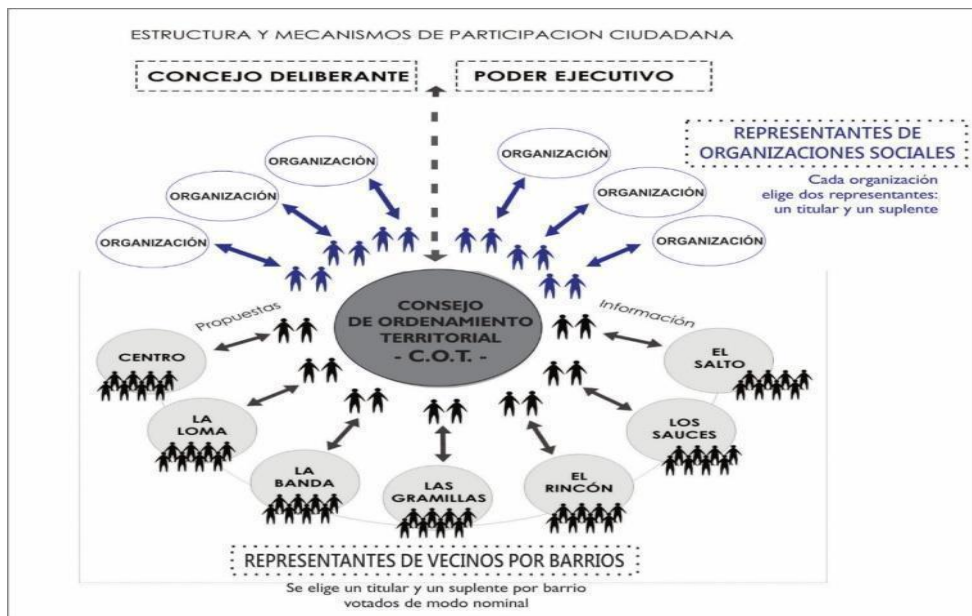 ESTRUCTURA Y MECANISMOS DE PARTICIPACION CIUDADANA
CONCEJO DELIBERANTE
PODER EJECUTIVO
REPRESENTANTES DE
ORGANIZACIONES SOCIALES
Cada organización
elige dos representantes:
un titular y un suplente
ORGANIZACIÓN
ORGANIZACIÓN
ORGANIZACIÓN
ORGANIZACIÓN
ORGANIZACIÓN
ORGANIZACIÓN
CONSEJO
DE ORDENAMIENTO
TERRITORIAL
- C.O.T. -
Propuestas
Información
CENTRO
LA
LOMA
LA
BANDA
LAS
GRAMILLAS
EL
RINCÓN
LOS
SAUCES
EL
SALTO
REPRESENTANTES DE VECINOS POR BARRIOS
Se elige un titular y un suplente por barrio
votados de modo nominal